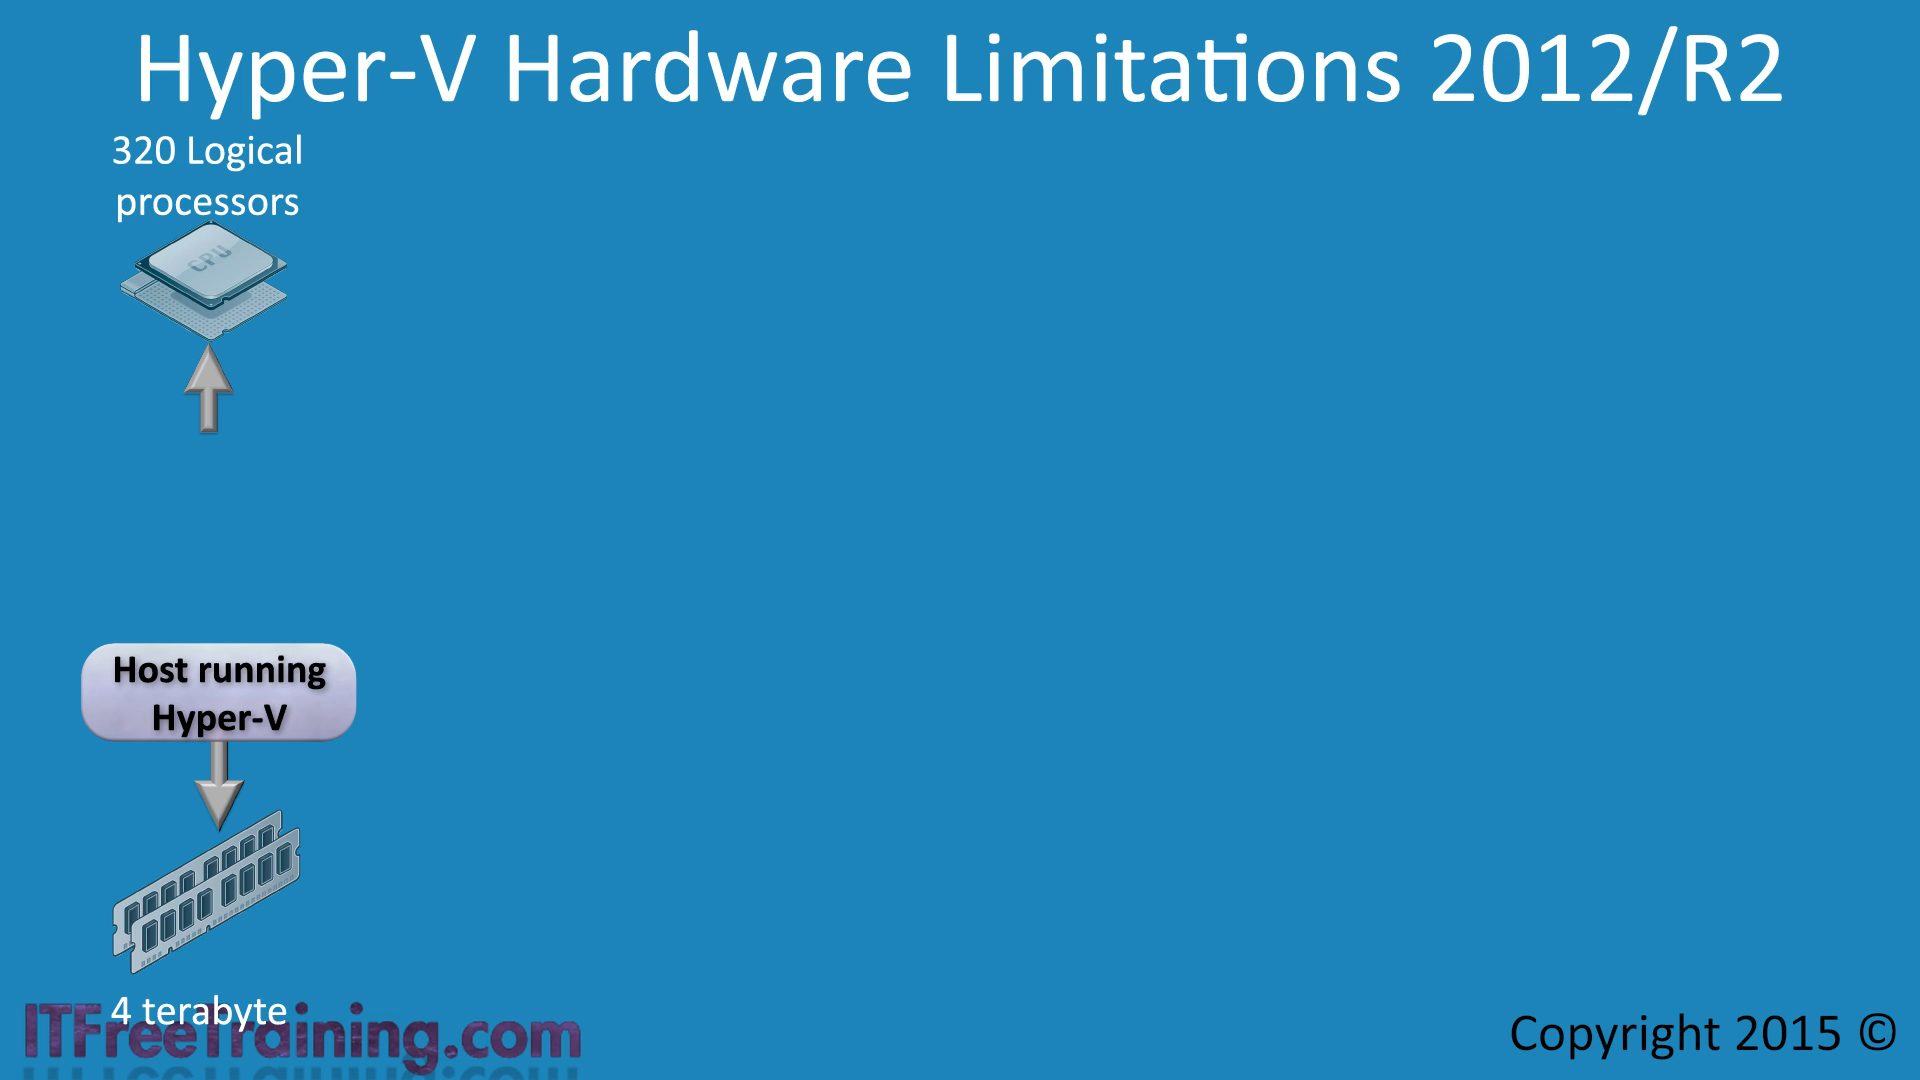 Hyper-V Hardware Limitations 2012/R2
320 Logical
processors
CPU
Host running
Hyper-V
4 terabyte
ITFreeTraining.com
Copyright 2015 ©